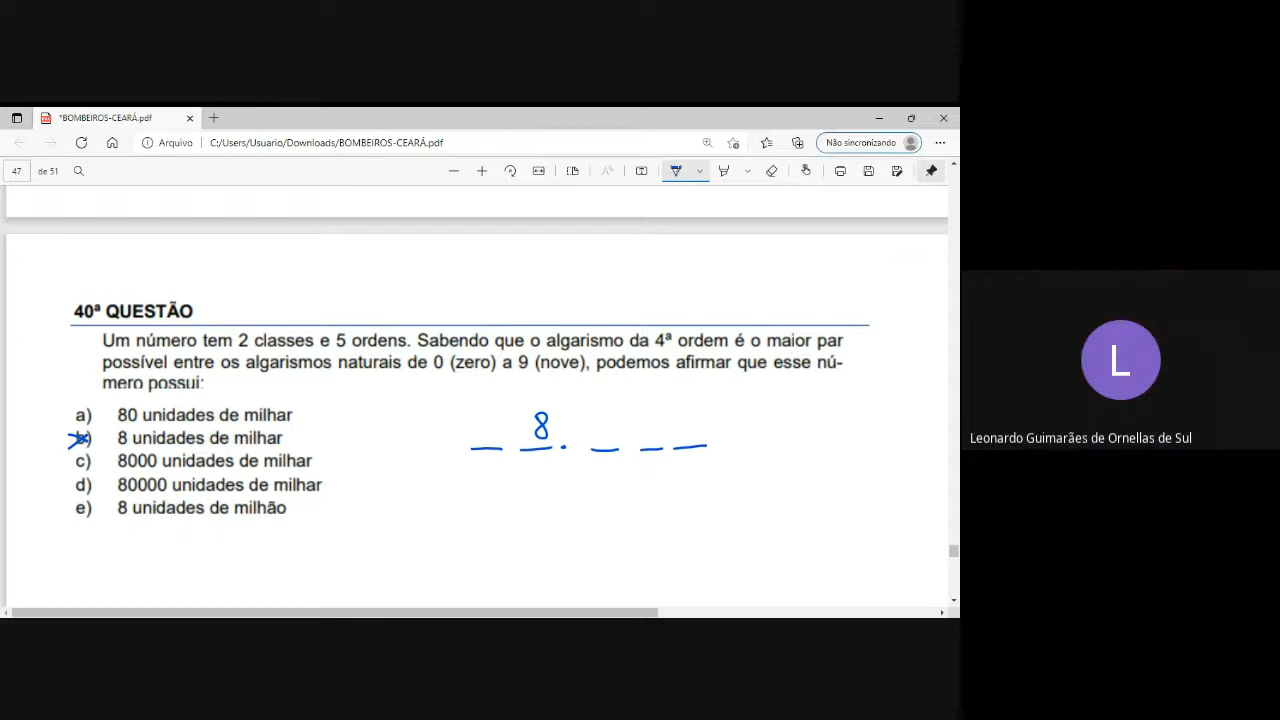 *BOMBEIROS-CEARÁ.pdf
Arquivo C:/Users/Usuario/Downloads/BOMBEIROS-CEARÁ.pdf Não sincronizando
47 de 51
40ª QUESTÃO
Um número tem 2 classes e 5 ordens. Sabendo que o algarismo da 4ª ordem é o maior par
possível entre os algarismos naturais de 0 (zero) a 9 (nove), podemos afirmar que esse nú-
mero possui:
a) 80 unidades de milhar
b) 8 unidades de milhar
c) 8000 unidades de milhar
d) 80000 unidades de milhar
e) 8 unidades de milhão
8
L
Leonardo Guimarães de Ornellas de Sul